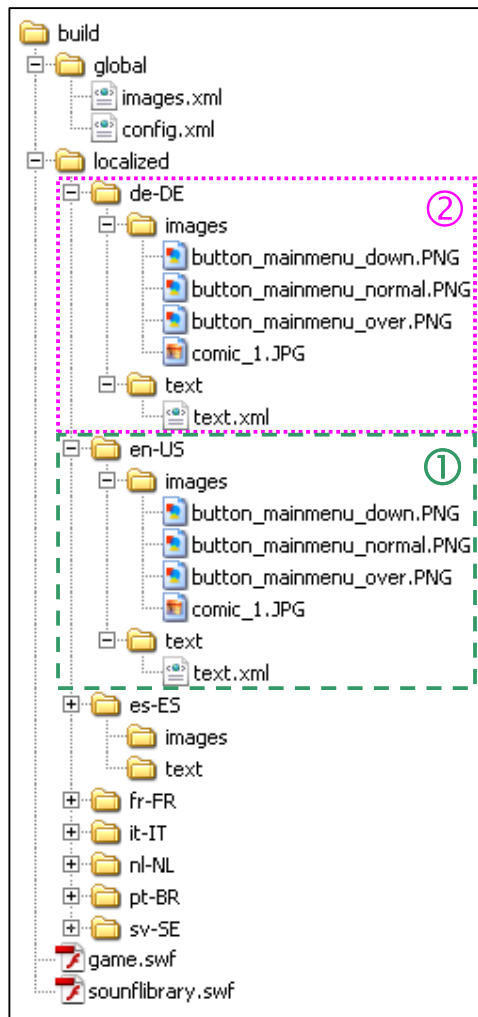 build
global
images.xml
config.xml
localized
de-DE
②
images
button_mainmenu_down.PNG
button_mainmenu_normal.PNG
button_mainmenu_over.PNG
comic_1.JPG
text
text.xml
en-US
①
images
button_mainmenu_down.PNG
button_mainmenu_normal.PNG
button_mainmenu_over.PNG
comic_1.JPG
text
text.xml
es-ES
images
text
fr-FR
it-IT
nl-NL
pt-BR
sv-SE
game.swf
sounflibrary.swf